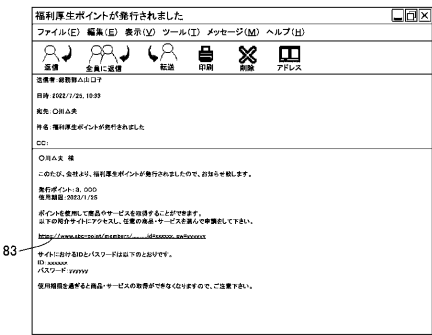 福利厚生ポイントが発行されました
ファイル(F) 編集(E) 表示(V) ツール(T) メッセージ(M) ヘルプ(H)
返信 全員に返信 転送 印刷 削除 アドレス
送信者:総務部△山口子
日時:2022/7/25, 10:33
宛先:〇川△夫
件名:福利厚生ポイントが発行されました
CC:
〇川△夫 様
このたび、会社より、福利厚生ポイントが発行されましたので、お知らせ致します。
発行ポイント:3,000
使用期限:2023/1/25
ポイントを使用して商品やサービスを取得することができます。
以下の紹介サイトにアクセスし、任意の商品・サービスを選んで申請をして下さい。
83
サイトにおけるIDとパスワードは以下のとおりです。
ID:xxxxxx
パスワード:yyyyyy
使用期限を過ぎると商品・サービスの取得ができなくなりますので、ご注意下さい。